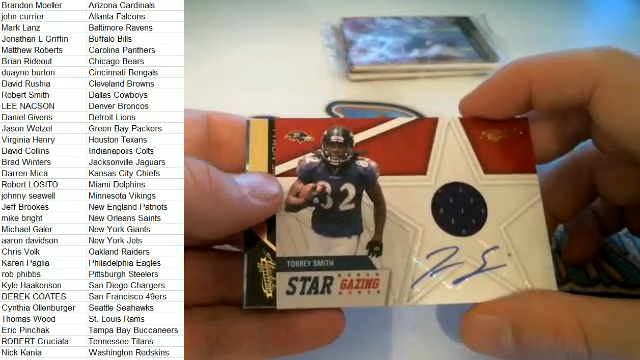 Brandon Moeller Arizona Cardinals
john currier Atlanta Falcons
Mark Lanz Baltimore Ravens
Jonathan L Griffin Buffalo Bills
Matthew Roberts Carolina Panthers
Brian Rideout Chicago Bears
duayne burton Cincinnati Bengals
David Rushia Cleveland Browns
Robert Smith Dallas Cowboys
LEE NACSON Denver Broncos
Daniel Givens Detroit Lions
Jason Wetzel Green Bay Packers
Virginia Henry Houston Texans
David Collins Indianapolis Colts
Brad Winters Jacksonville Jaguars
Darren Mica Kansas City Chiefs
Robert LOSITO Miami Dolphins
johnny seawell Minnesota Vikings
Jeff Brookes New England Patriots
mike bright New Orleans Saints
Michael Galer New York Giants
aaron davidson New York Jets
Chris Volk Oakland Raiders
Karen Paglia Philadelphia Eagles
rob phibbs Pittsburgh Steelers
Kyle Haakenson San Diego Chargers
DEREK COATES San Francisco 49ers
Cynthia Ollenburger Seattle Seahawks
Thomas Wood St. Louis Rams
Eric Pinchak Tampa Bay Buccaneers
ROBERT Cruciala Tennessee Titans
Nick Kania Washington Redskins
82
TORREY SMITH
STAR GAZING